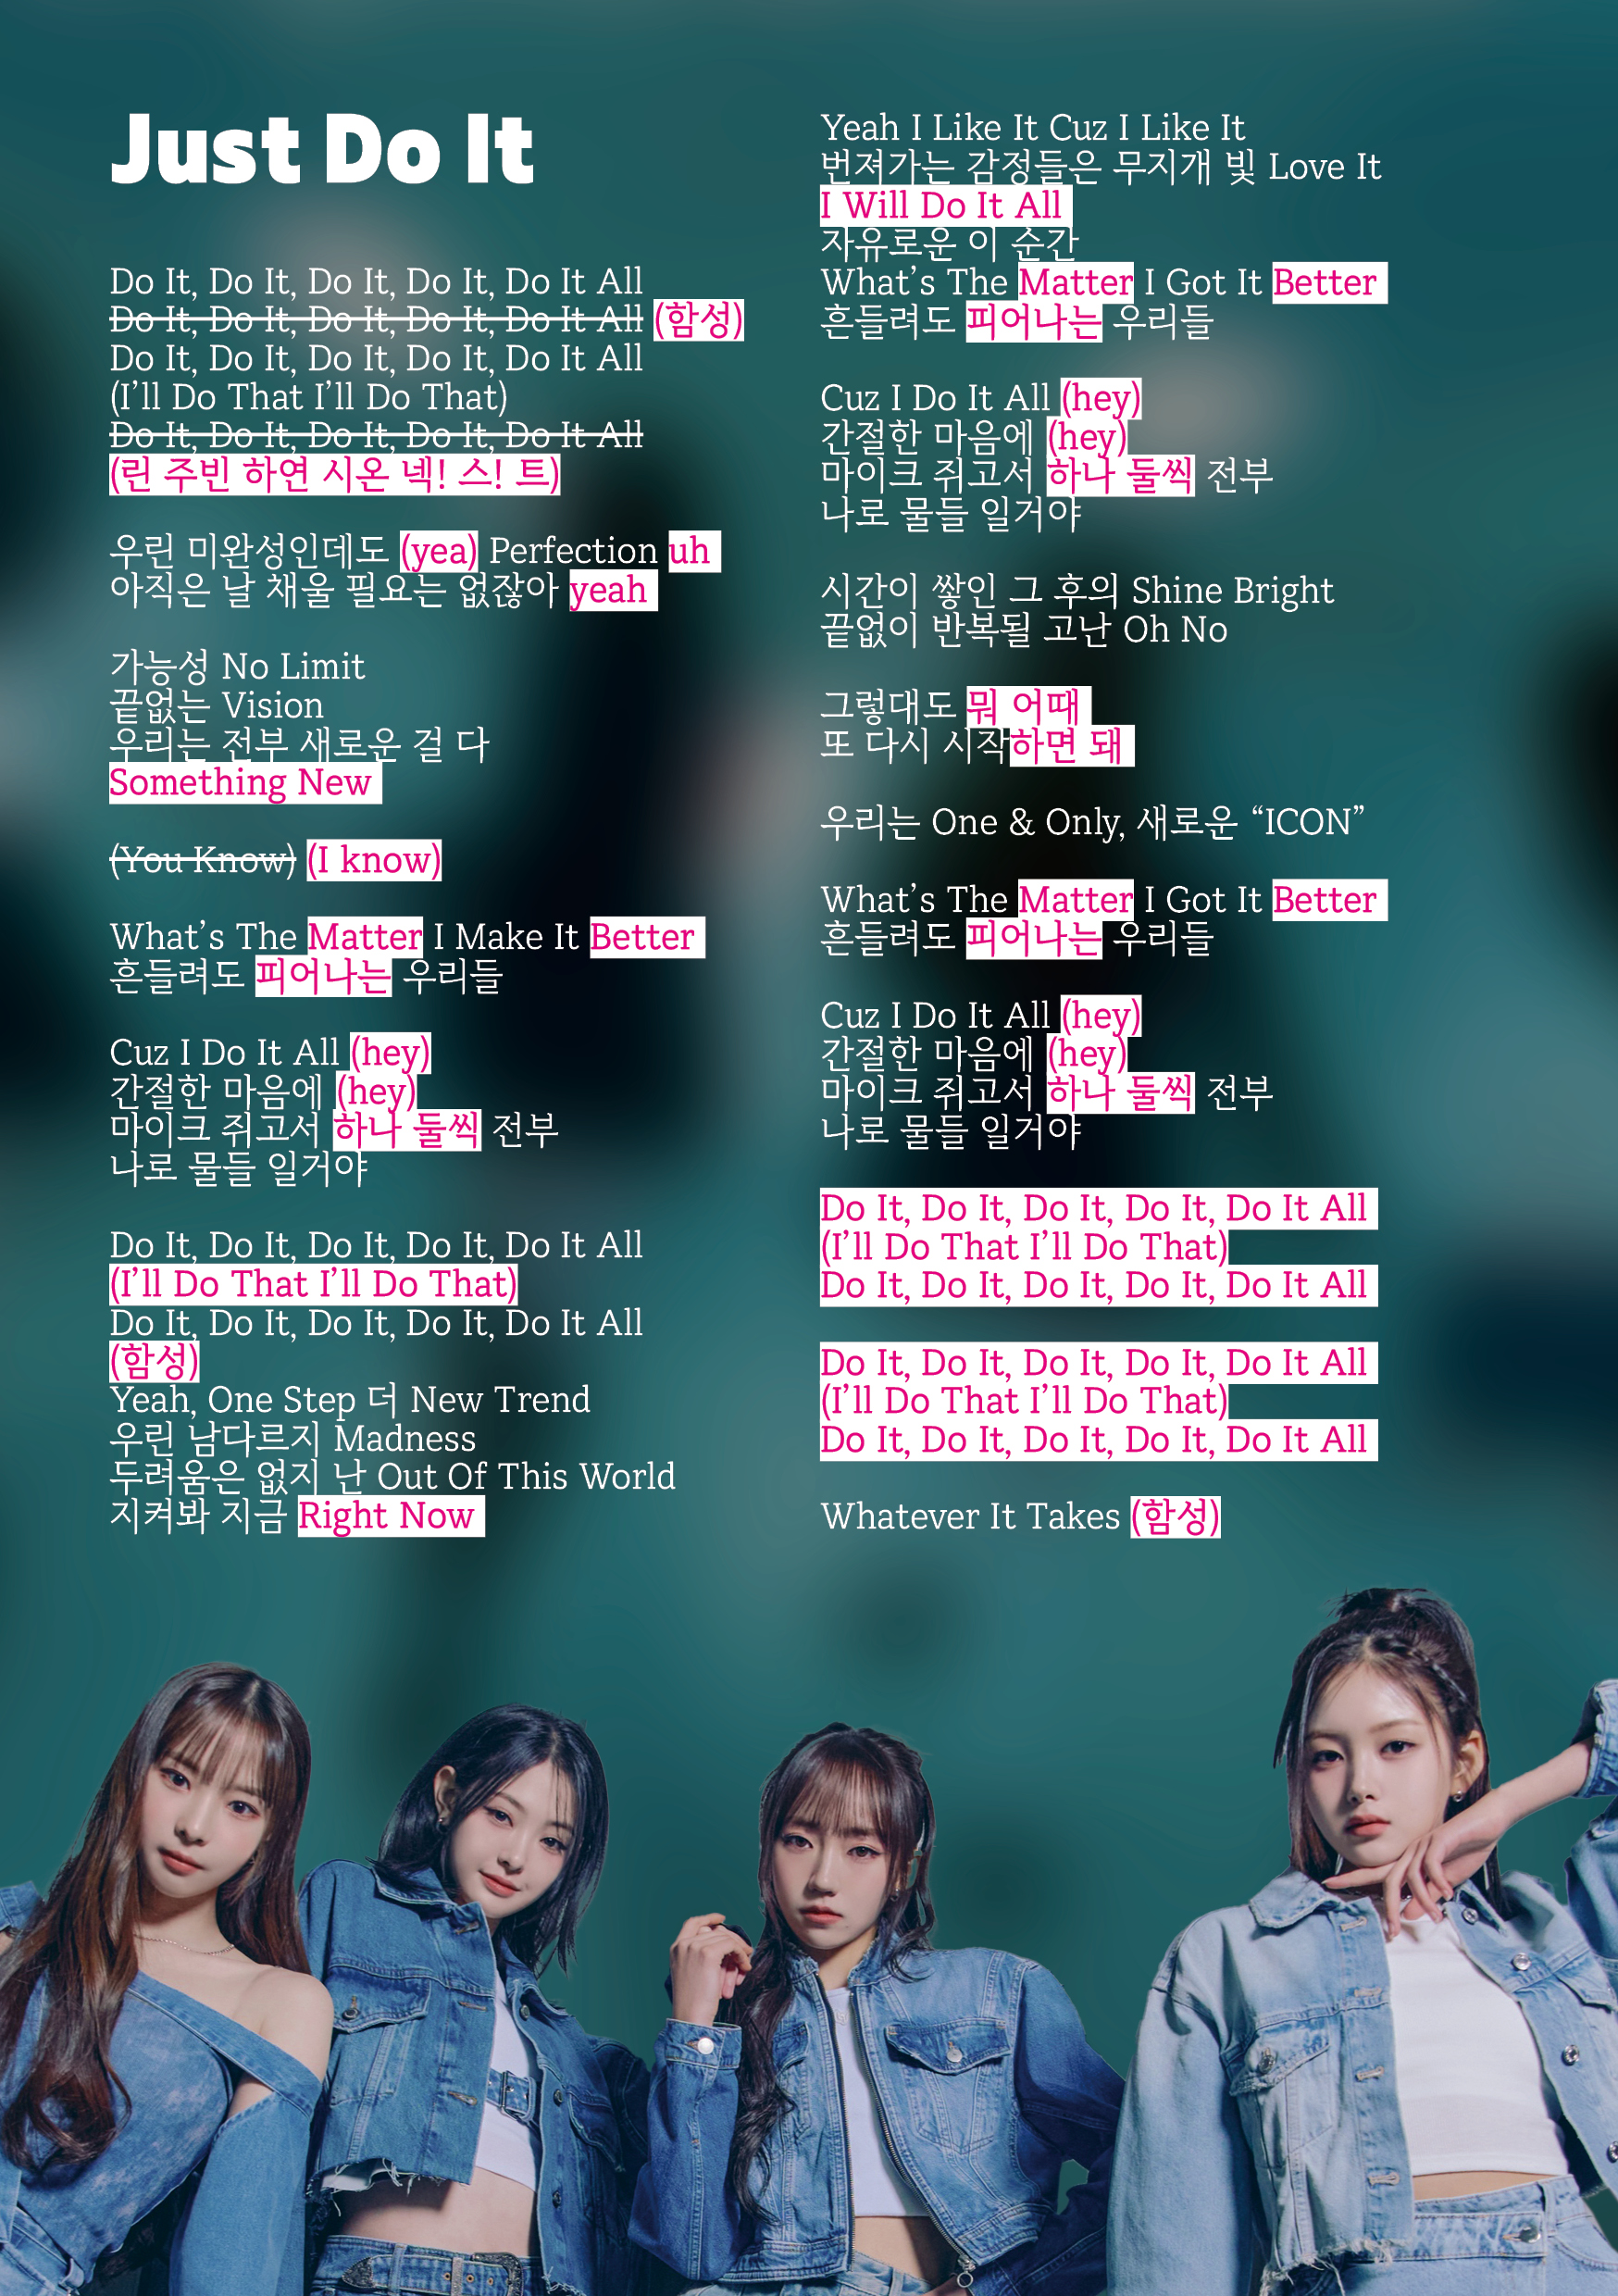 Just Do It
Do It, Do It, Do It, Do It, Do It All
Do It, Do It, Do It, Do It, Do It All (함성)
Do It, Do It, Do It, Do It, Do It All
(I’ll Do That I’ll Do That)
Do It, Do It, Do It, Do It, Do It All
(린 주빈 하연 시온 넥! 스! 트)
우린 미완성인데도 (yea) Perfection uh
아직은 날 채울 필요는 없잖아 yeah
가능성 No Limit
끝없는 Vision
우리는 전부 새로운 걸 다
Something New
(You Know) (I know)
What’s The Matter I Make It Better
흔들려도 피어나는 우리들
Cuz I Do It All (hey)
간절한 마음에 (hey)
마이크 쥐고서 하나 둘씩 전부
나로 물들 일거야
Do It, Do It, Do It, Do It, Do It All
(I’ll Do That I’ll Do That)
Do It, Do It, Do It, Do It, Do It All
(함성)
Yeah, One Step 더 New Trend
우린 남다르지 Madness
두려움은 없지 난 Out Of This World
지켜봐 지금 Right Now
Yeah I Like It Cuz I Like It
번져가는 감정들은 무지개 빛 Love It
I Will Do It All
자유로운 이 순간
What’s The Matter I Got It Better
흔들려도 피어나는 우리들
Cuz I Do It All (hey)
간절한 마음에 (hey)
마이크 쥐고서 하나 둘씩 전부
나로 물들 일거야
시간이 쌓인 그 후의 Shine Bright
끝없이 반복될 고난 Oh No
그렇대도 뭐 어때
또 다시 시작하면 돼
우리는 One & Only, 새로운 “ICON”
What’s The Matter I Got It Better
흔들려도 피어나는 우리들
Cuz I Do It All (hey)
간절한 마음에 (hey)
마이크 쥐고서 하나 둘씩 전부
나로 물들 일거야
Do It, Do It, Do It, Do It, Do It All
(I’ll Do That I’ll Do That)
Do It, Do It, Do It, Do It, Do It All
Do It, Do It, Do It, Do It, Do It All
(I’ll Do That I’ll Do That)
Do It, Do It, Do It, Do It, Do It All
Whatever It Takes (함성)